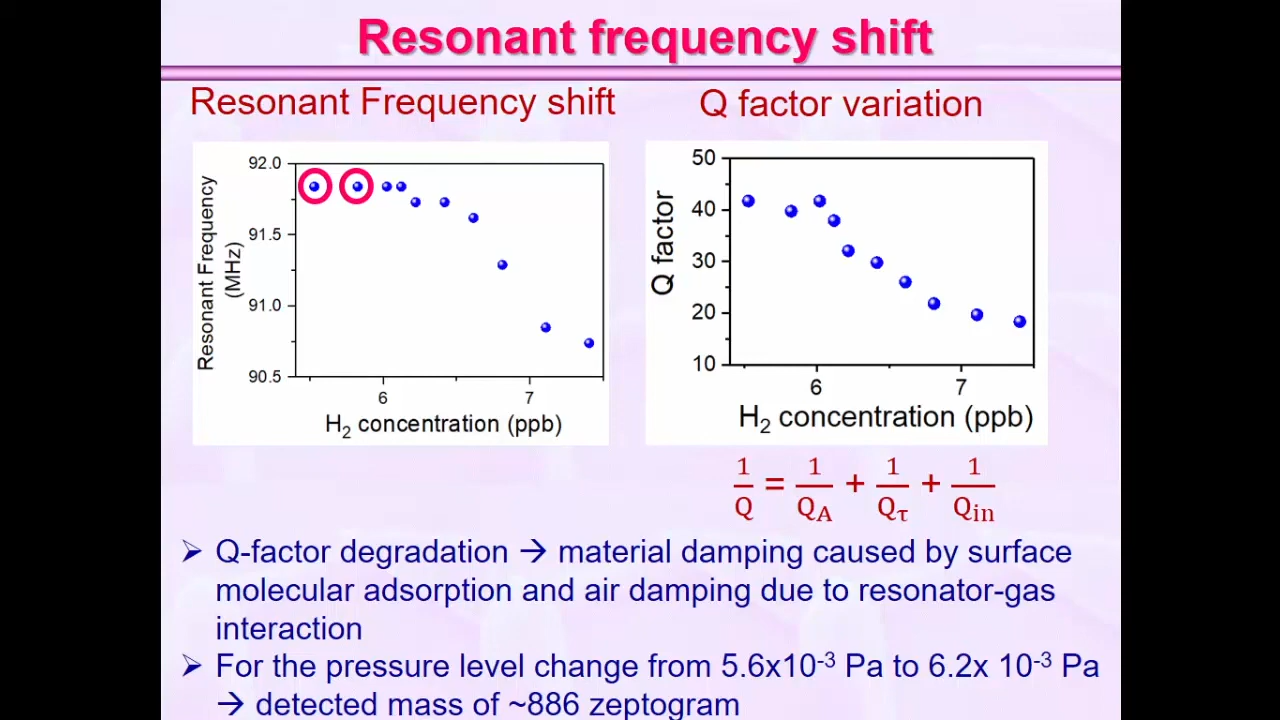 Resonant frequency shift
Resonant Frequency shift
Q factor variation
Resonant Frequency
(MHz)
92.0
91.5
91.0
90.5
6
7
H₂ concentration (ppb)
Q factor
50
40
30
20
10
6
7
H₂ concentration (ppb)
1/Q = 1/Q_A + 1/Q_τ + 1/Q_in
➢ Q-factor degradation → material damping caused by surface
molecular adsorption and air damping due to resonator-gas
interaction
➢ For the pressure level change from 5.6x10⁻³ Pa to 6.2x 10⁻³ Pa
→ detected mass of ~886 zeptogram